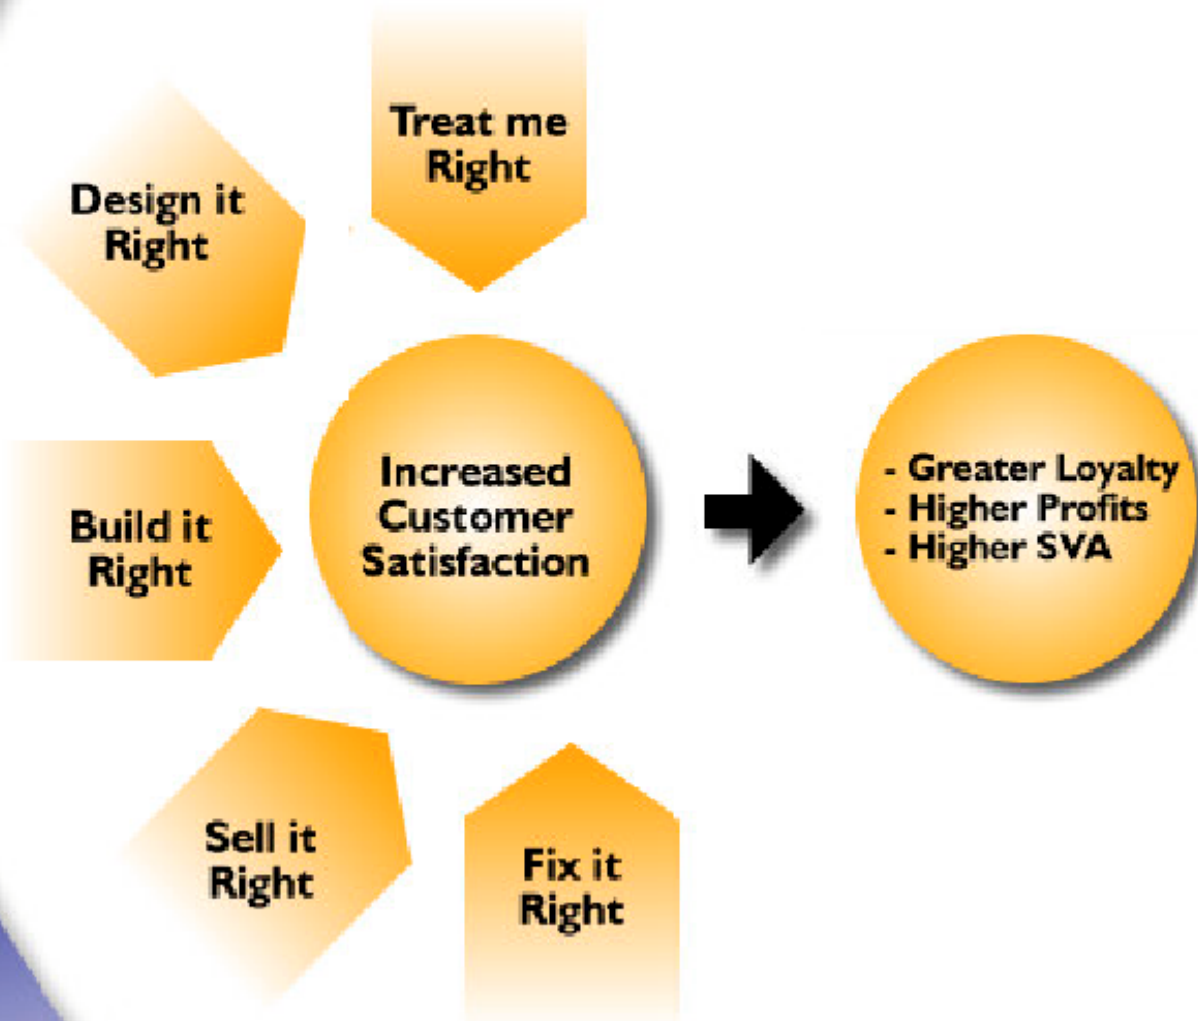 Treat me
Right
Design it
Right
Build it
Right
Sell it
Right
Fix it
Right
Increased
Customer
Satisfaction
- Greater Loyalty
- Higher Profits
- Higher SVA